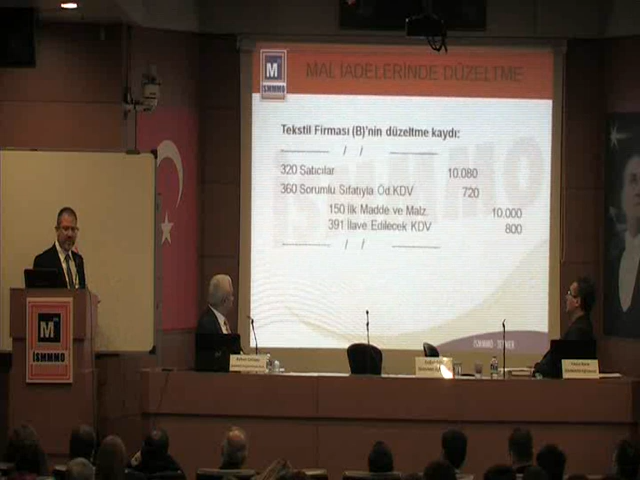 M
İSMMMO
MAL İADELERİNDE DÜZELTME
Tekstil Firması (B)'nin düzeltme kaydı:
/ /
320 Satıcılar 10.080
360 Sorumlu Sıfatıyla Öd.KDV 720
150 İlk Madde ve Malz. 10.000
391 İlave Edilecek KDV 800
/ /
M
İSMMMO